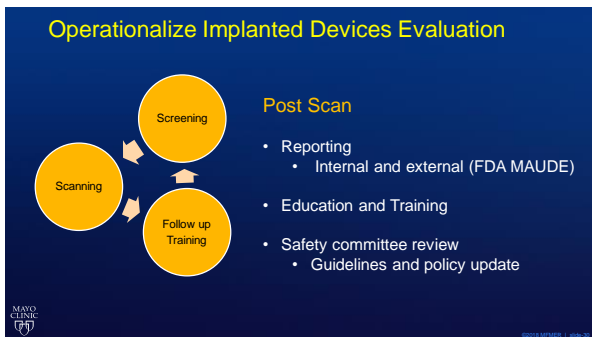 Operationalize Implanted Devices Evaluation
Screening
Scanning
Follow up
Training
Post Scan
• Reporting
• Internal and external (FDA MAUDE)
• Education and Training
• Safety committee review
• Guidelines and policy update
MAYO
CLINIC